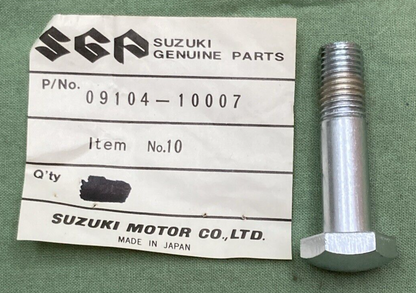 SGP SUZUKI
GENUINE PARTS
P/No. 09104-10007
Item No.10
Q'ty
SUZUKI MOTOR CO.,LTD.
MADE IN JAPAN